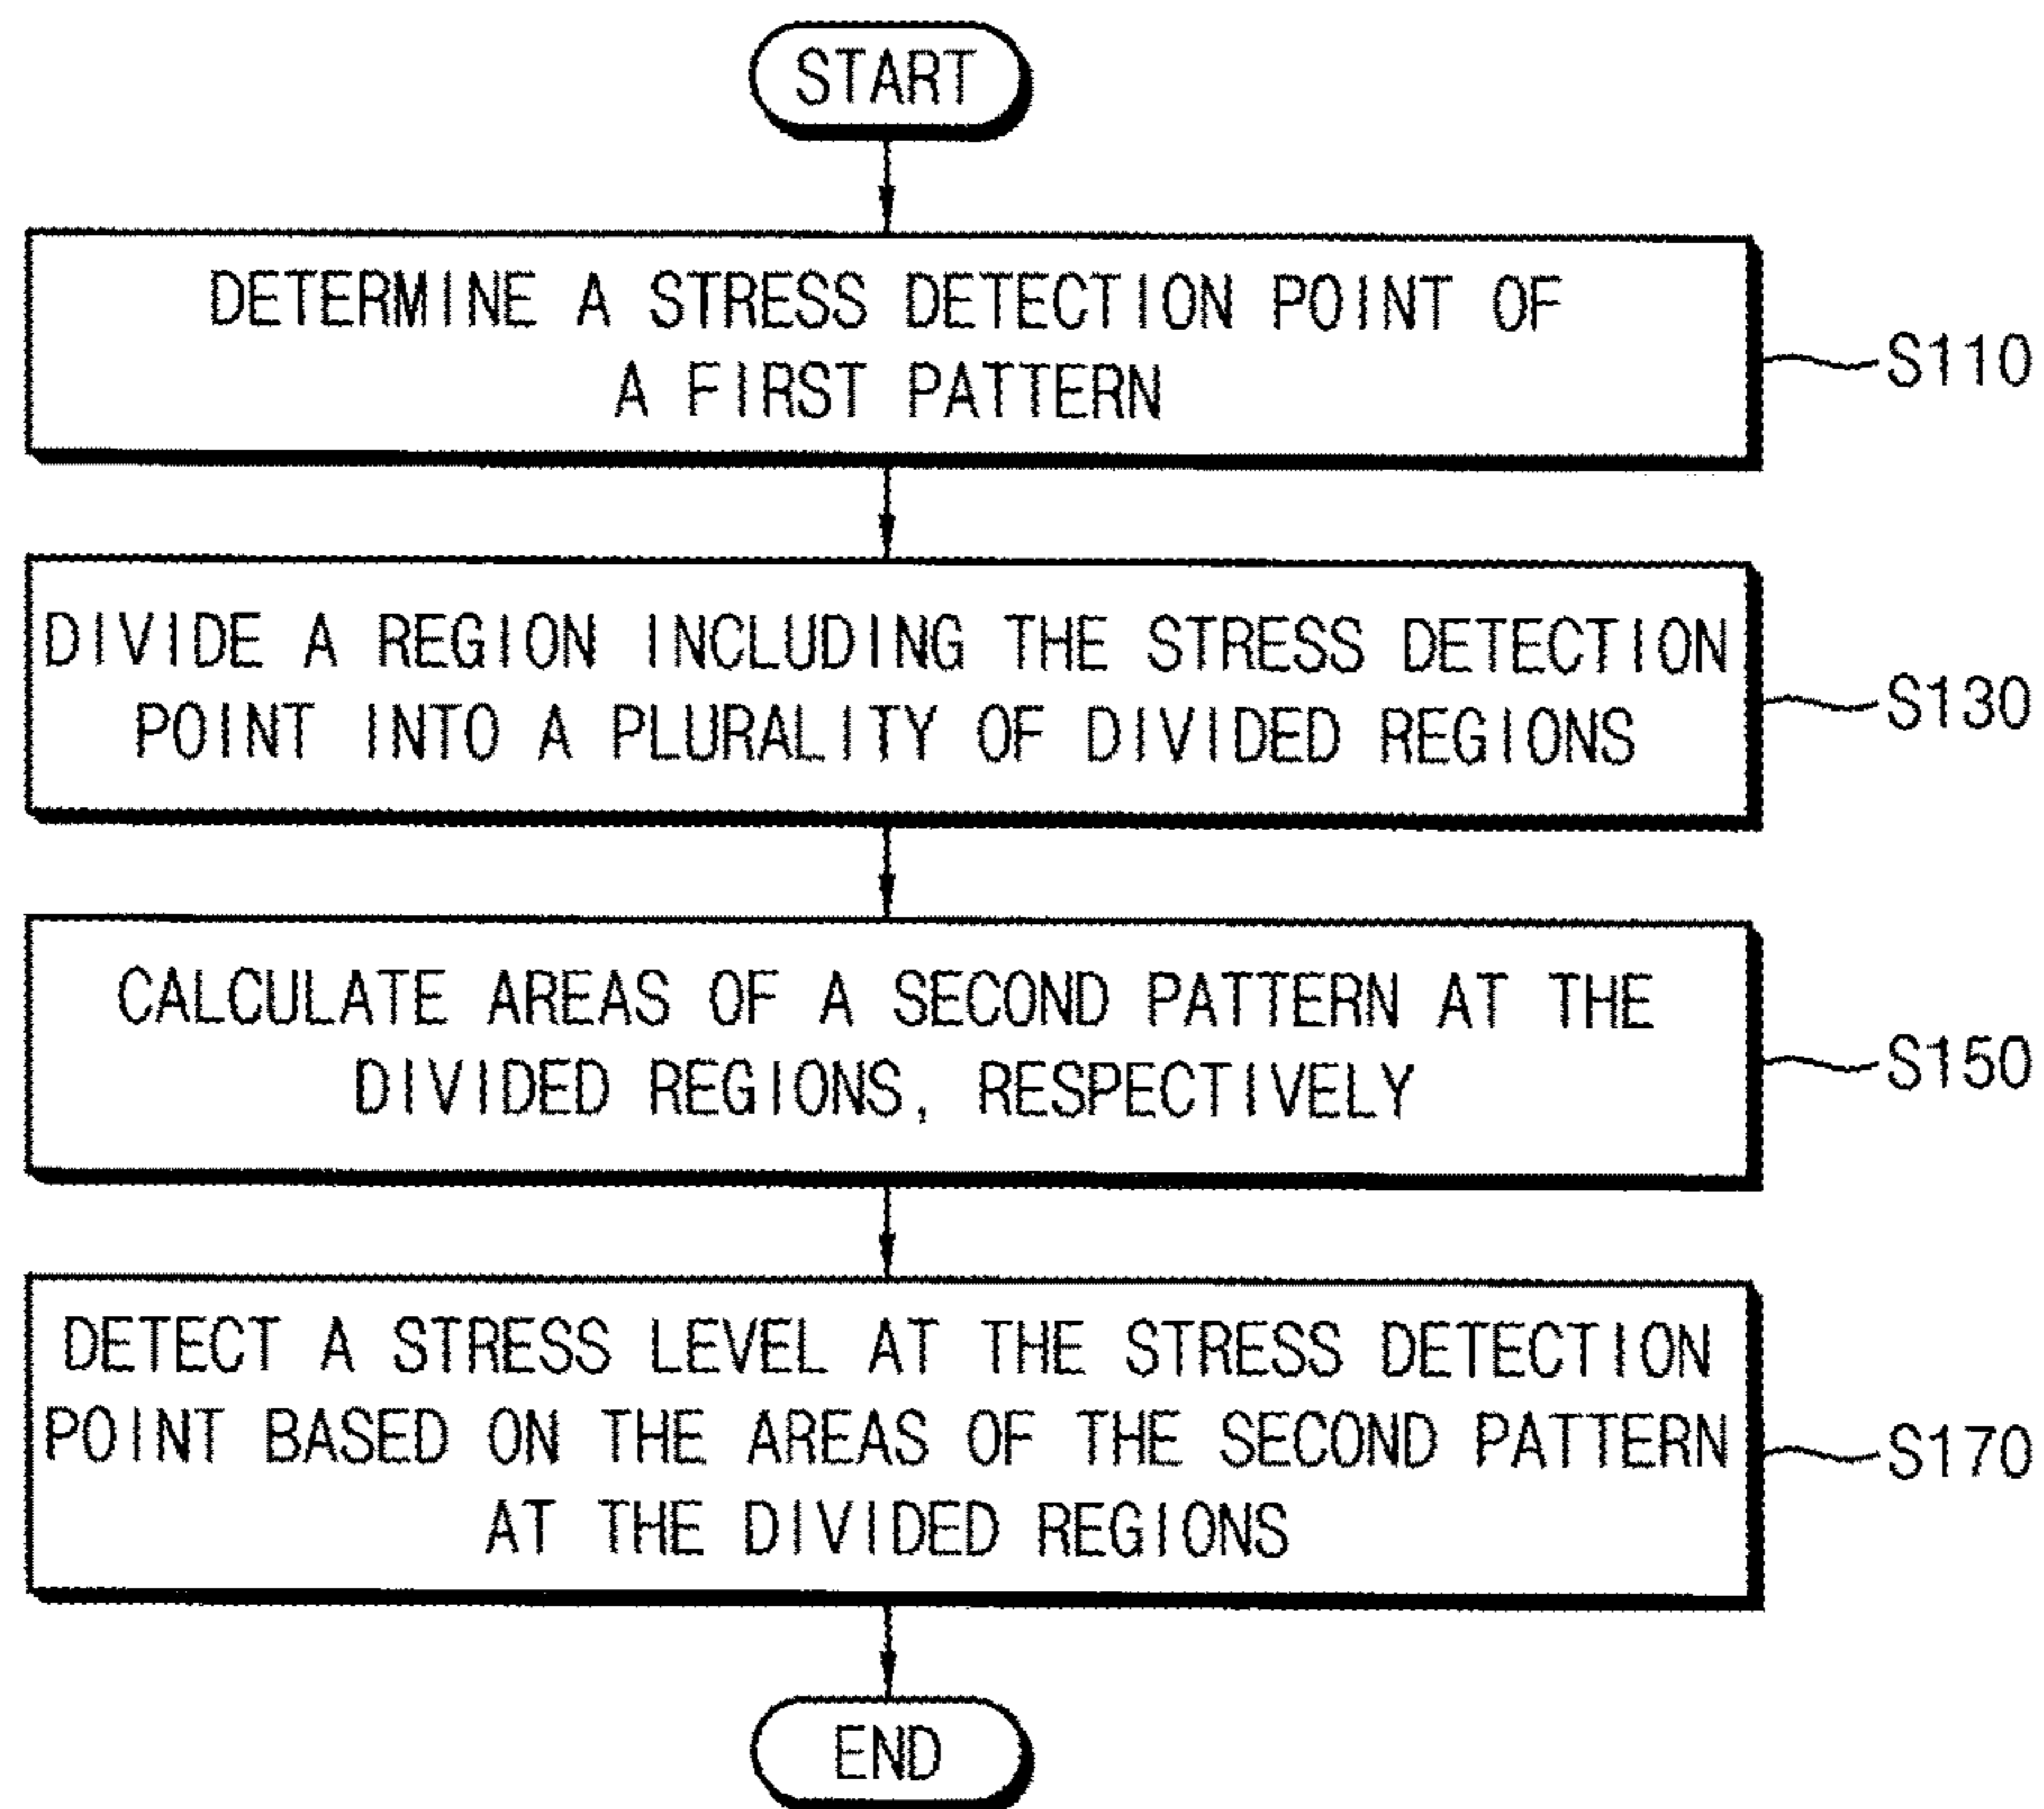 START
DETERMINE A STRESS DETECTION POINT OF
A FIRST PATTERN
S110
DIVIDE A REGION INCLUDING THE STRESS DETECTION
POINT INTO A PLURALITY OF DIVIDED REGIONS
S130
CALCULATE AREAS OF A SECOND PATTERN AT THE
DIVIDED REGIONS, RESPECTIVELY
S150
DETECT A STRESS LEVEL AT THE STRESS DETECTION
POINT BASED ON THE AREAS OF THE SECOND PATTERN
AT THE DIVIDED REGIONS
S170
END